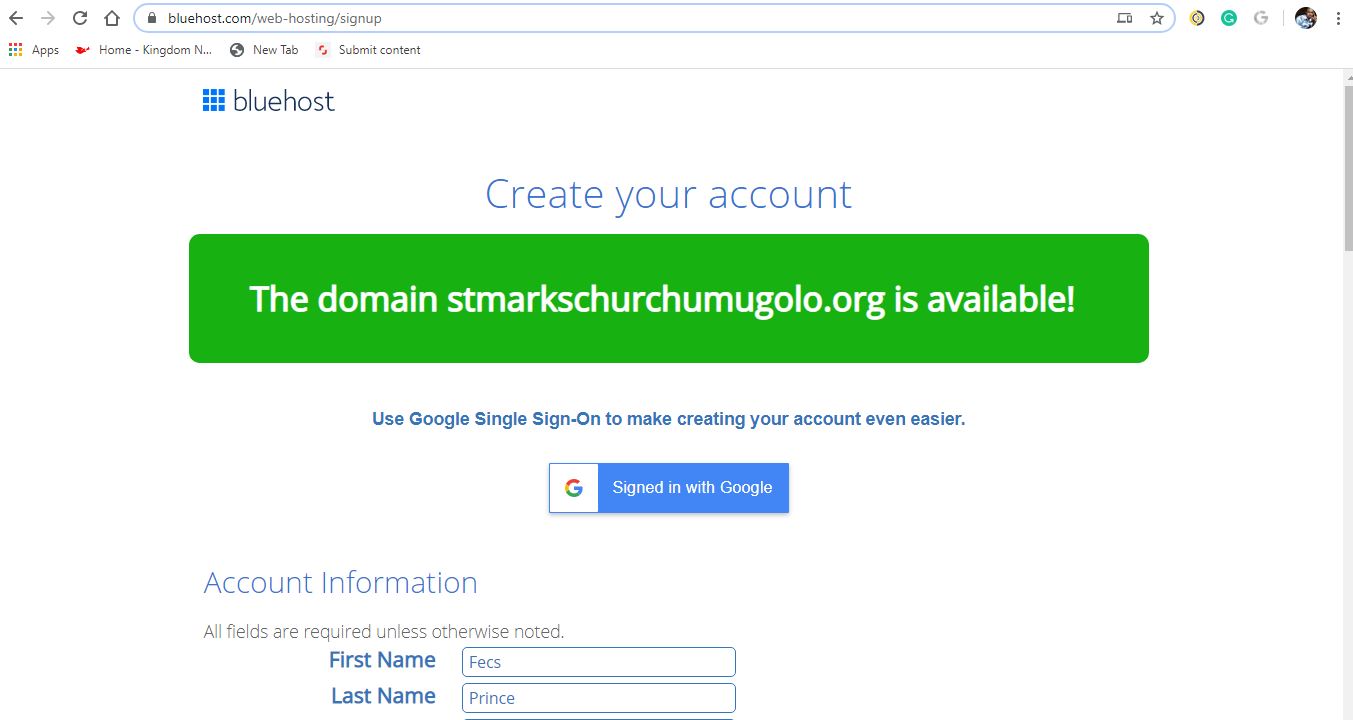 bluehost.com/web-hosting/signup
Apps Home - Kingdom N... New Tab Submit content
bluehost
Create your account
The domain stmarkschurchumugolo.org is available!
Use Google Single Sign-On to make creating your account even easier.
Signed in with Google
Account Information
All fields are required unless otherwise noted.
First Name Fecs
Last Name Prince